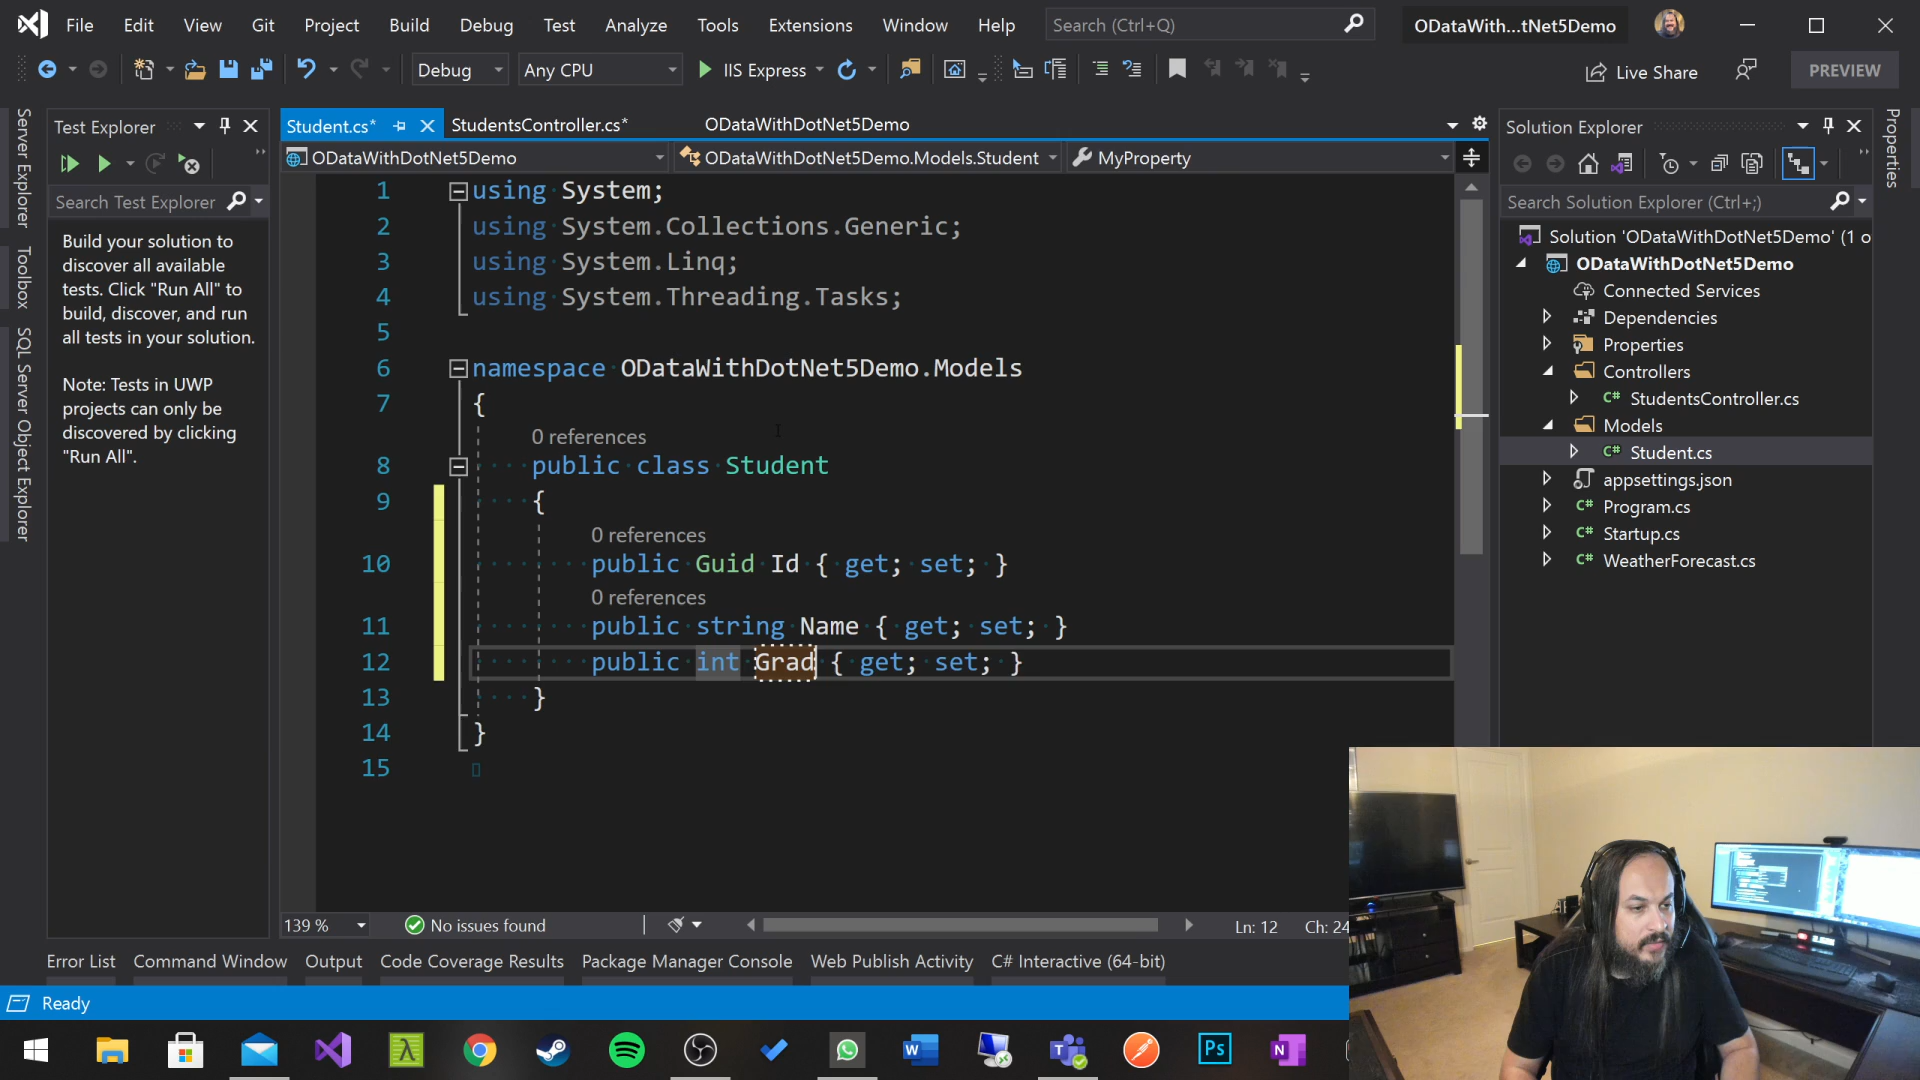 File Edit View Git Project Build Debug Test Analyze Tools Extensions Window Help Search (Ctrl+Q) ODataWith...tNet5Demo
Debug Any CPU IIS Express Live Share PREVIEW
Server Explorer
Toolbox
SQL Server Object Explorer
Test Explorer
Search Test Explorer
Build your solution to
discover all available
tests. Click "Run All" to
build, discover, and run
all tests in your solution.
Note: Tests in UWP
projects can only be
discovered by clicking
"Run All".
Student.cs* StudentsController.cs* ODataWithDotNet5Demo
ODataWithDotNet5Demo ODataWithDotNet5Demo.Models.Student MyProperty
1 using System;
2 using System.Collections.Generic;
3 using System.Linq;
4 using System.Threading.Tasks;
5
6 namespace ODataWithDotNet5Demo.Models
7 {
0 references
8 public class Student
9 {
0 references
10 public Guid Id { get; set; }
0 references
11 public string Name { get; set; }
12 public int Grad { get; set; }
13 }
14 }
15
139 % No issues found Ln: 12 Ch: 24
Solution Explorer
Search Solution Explorer (Ctrl+;)
Solution 'ODataWithDotNet5Demo' (1 o
ODataWithDotNet5Demo
Connected Services
Dependencies
Properties
Controllers
C# StudentsController.cs
Models
C# Student.cs
appsettings.json
C# Program.cs
C# Startup.cs
C# WeatherForecast.cs
Properties
Error List Command Window Output Code Coverage Results Package Manager Console Web Publish Activity C# Interactive (64-bit)
Ready